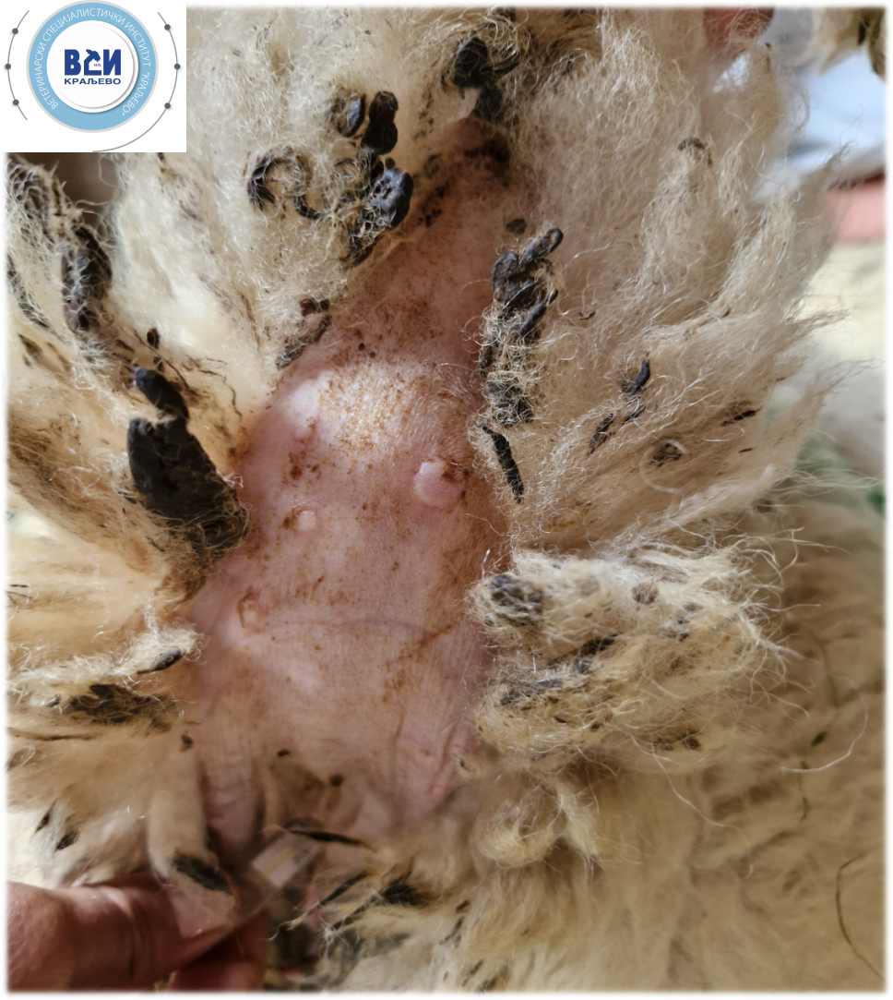 ВЕТЕРИНАРСКИ СПЕЦИЈАЛИСТИЧКИ ИНСТИТУТ "КРАЉЕВО"
ВСИ
КРАЉЕВО